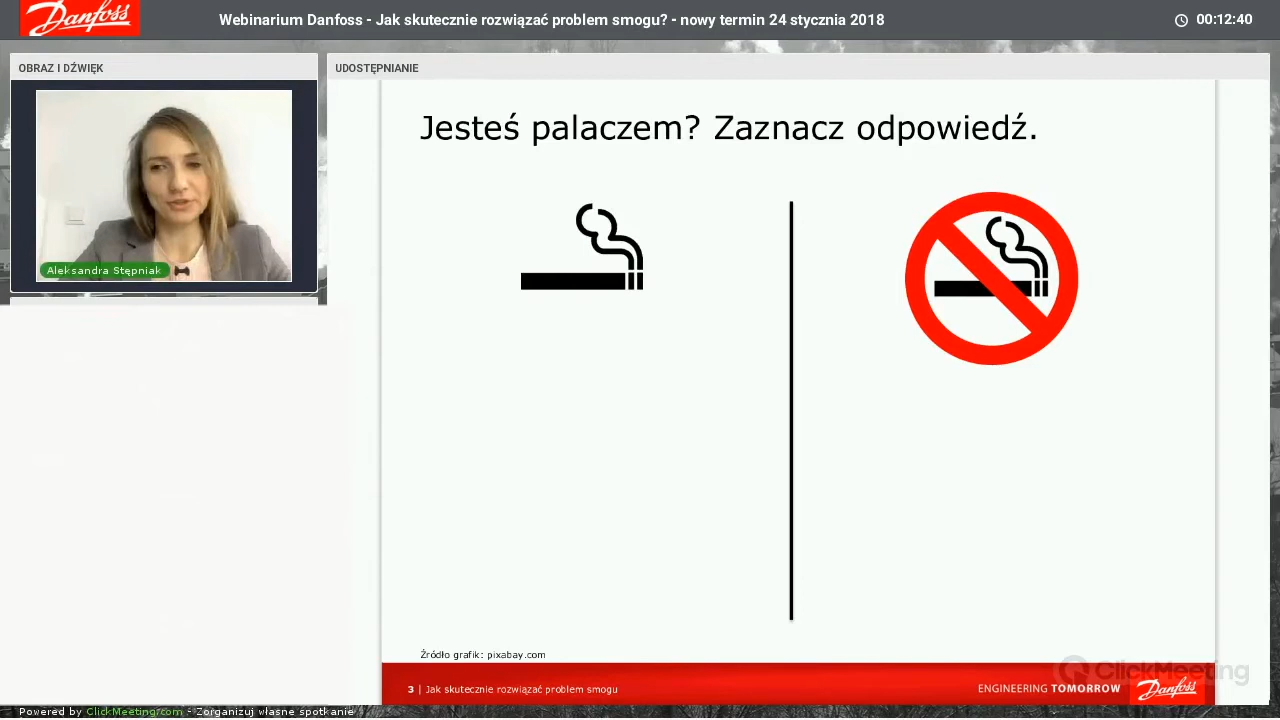 Danfoss
Webinarium Danfoss - Jak skutecznie rozwiązać problem smogu? - nowy termin 24 stycznia 2018
00:12:40
OBRAZ I DŹWIĘK
UDOSTĘPNIANIE
Jesteś palaczem? Zaznacz odpowiedź.
Aleksandra Stępniak
Źródło grafik: pixabay.com
3 | Jak skutecznie rozwiązać problem smogu
ENGINEERING TOMORROW
Danfoss
ClickMeeting
Powered by ClickMeeting.com - Zorganizuj własne spotkanie